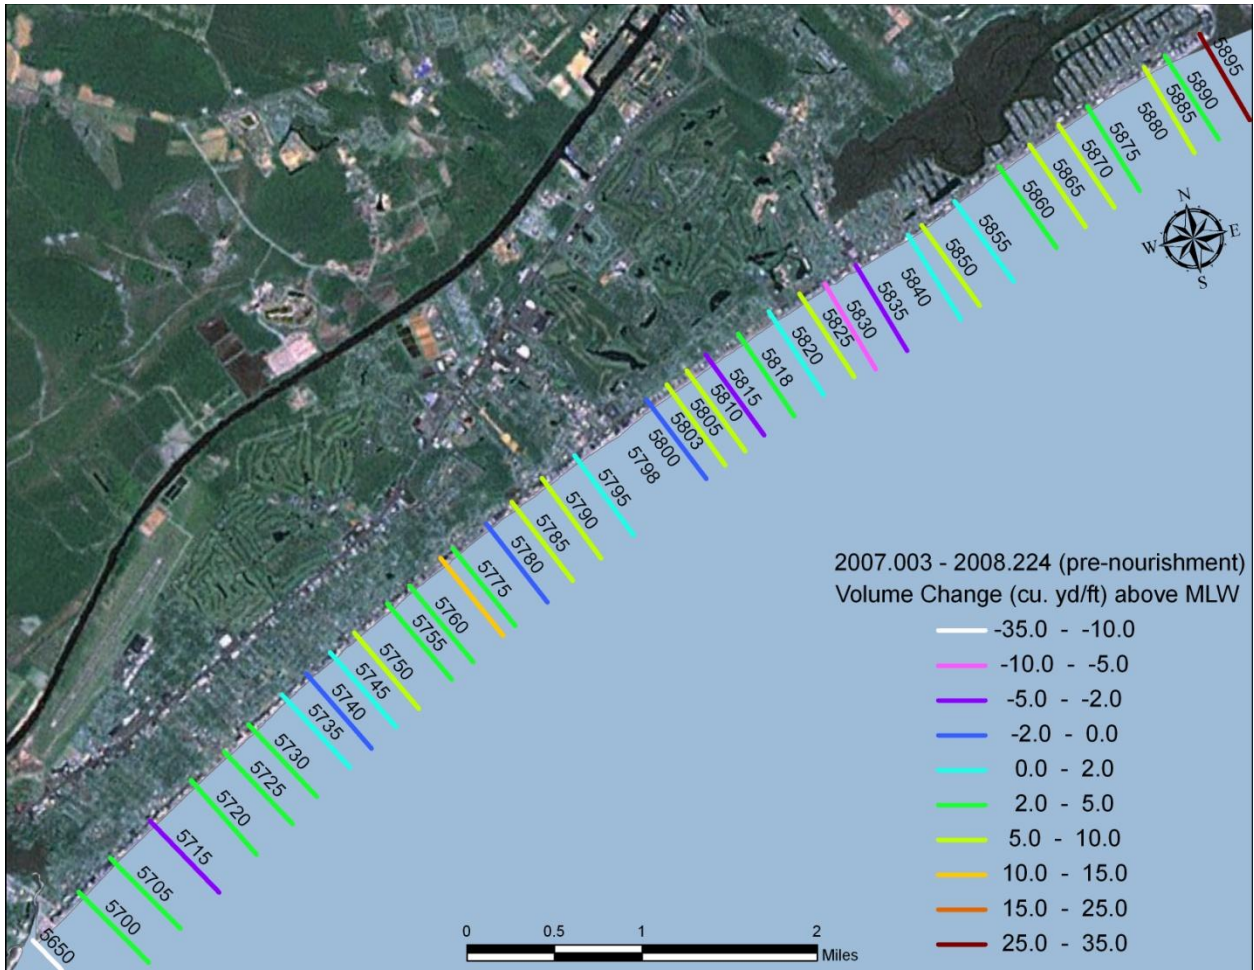 5895
5890
5885
5880
5875
5870
5865
5860
5855
5850
5840
5835
5830
5825
5820
5818
5815
5810
5805
5803
5800
5798
5795
5790
5785
5780
5775
5760
5755
5750
5745
5740
5735
5730
5725
5720
5715
5705
5700
5650
N
E
W
S
2007.003 - 2008.224 (pre-nourishment)
Volume Change (cu. yd/ft) above MLW
-35.0 - -10.0
-10.0 - -5.0
-5.0 - -2.0
-2.0 - 0.0
0.0 - 2.0
2.0 - 5.0
5.0 - 10.0
10.0 - 15.0
15.0 - 25.0
25.0 - 35.0
0 0.5 1 2
Miles